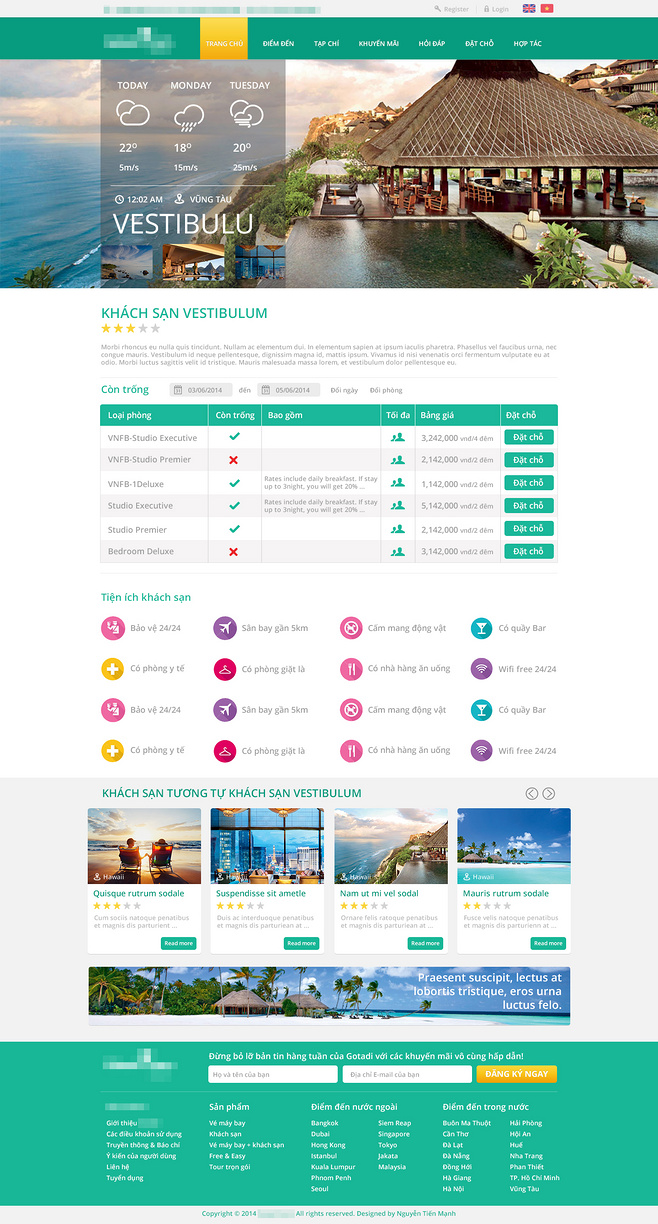 Register
Login
TRANG CHỦ
ĐIỂM ĐẾN
TẠP CHÍ
KHUYẾN MÃI
HỎI ĐÁP
ĐẶT CHỖ
HỢP TÁC
TODAY MONDAY TUESDAY
22° 18° 20°
5m/s 15m/s 25m/s
12:02 AM VŨNG TÀU
VESTIBULU
KHÁCH SẠN VESTIBULUM
Morbi rhoncus eu nulla quis tincidunt. Nullam ac elementum dui. In elementum sapien at ipsum iaculis pharetra. Phasellus vel faucibus urna, nec
congue mauris. Vestibulum id neque pellentesque, dignissim magna id, mattis ipsum. Vivamus id nisi venenatis orci fermentum vulputate eu at
odio. Morbi luctus sagittis velit id tristique. Mauris malesuada massa lorem, et vestibulum dolor pellentesque eu.
Còn trống 03/06/2014 đến 05/06/2014 Đổi ngày Đổi phòng
Loại phòng Còn trống Bao gồm Tối đa Bảng giá Đặt chỗ
VNFB-Studio Executive 3,242,000 vnđ/4 đêm Đặt chỗ
VNFB-Studio Premier 2,142,000 vnđ/2 đêm Đặt chỗ
VNFB-1Deluxe Rates include daily breakfast. If stay
up to 3night, you will get 20% ... 1,142,000 vnđ/2 đêm Đặt chỗ
Studio Executive Rates include daily breakfast. If stay
up to 3night, you will get 20% ... 5,142,000 vnđ/2 đêm Đặt chỗ
Studio Premier 2,142,000 vnđ/2 đêm Đặt chỗ
Bedroom Deluxe 3,142,000 vnđ/2 đêm Đặt chỗ
Tiện ích khách sạn
Bảo vệ 24/24 Sân bay gần 5km Cấm mang động vật Có quầy Bar
Có phòng y tế Có phòng giặt là Có nhà hàng ăn uống Wifi free 24/24
Bảo vệ 24/24 Sân bay gần 5km Cấm mang động vật Có quầy Bar
Có phòng y tế Có phòng giặt là Có nhà hàng ăn uống Wifi free 24/24
KHÁCH SẠN TƯƠNG TỰ KHÁCH SẠN VESTIBULUM
Hawaii
Quisque rutrum sodale
Cum sociis natoque penatibus
et magnis dis parturient ...
Read more
Suspendisse sit ametle
Duis ac interduoque penatibus
et magnis dis parturiean at ...
Read more
Hawaii
Nam ut mi vel sodal
Ornare felis ratoque penatibus
et magnis dis parturiean at ...
Read more
Hawaii
Mauris rutrum sodale
Fusce velis natoque penatibus
et magnis dis parturienn at ...
Read more
Praesent suscipit, lectus at
lobortis tristique, eros urna
luctus felo.
Đừng bỏ lỡ bản tin hàng tuần của Gotadi với các khuyến mãi vô cùng hấp dẫn!
Họ và tên của bạn
Địa chỉ E-mail của bạn
ĐĂNG KÝ NGAY
Giới thiệu
Các điều khoản sử dụng
Truyền thông & Báo chí
Ý kiến của người dùng
Liên hệ
Tuyển dụng
Sản phẩm
Vé máy bay
Khách sạn
Vé máy bay + khách sạn
Free & Easy
Tour trọn gói
Điểm đến nước ngoài
Bangkok Siem Reap
Dubai Singapore
Hong Kong Tokyo
Istanbul Jakata
Kuala Lumpur Malaysia
Phnom Penh
Seoul
Điểm đến trong nước
Buôn Ma Thuột Hải Phòng
Cần Thơ Hội An
Đà Lạt Huế
Đà Nẵng Nha Trang
Đồng Hới Phan Thiết
Hà Giang TP. Hồ Chí Minh
Hà Nội Vũng Tàu
Copyright © 2014 All rights reserved. Designed by Nguyễn Tiến Mạnh